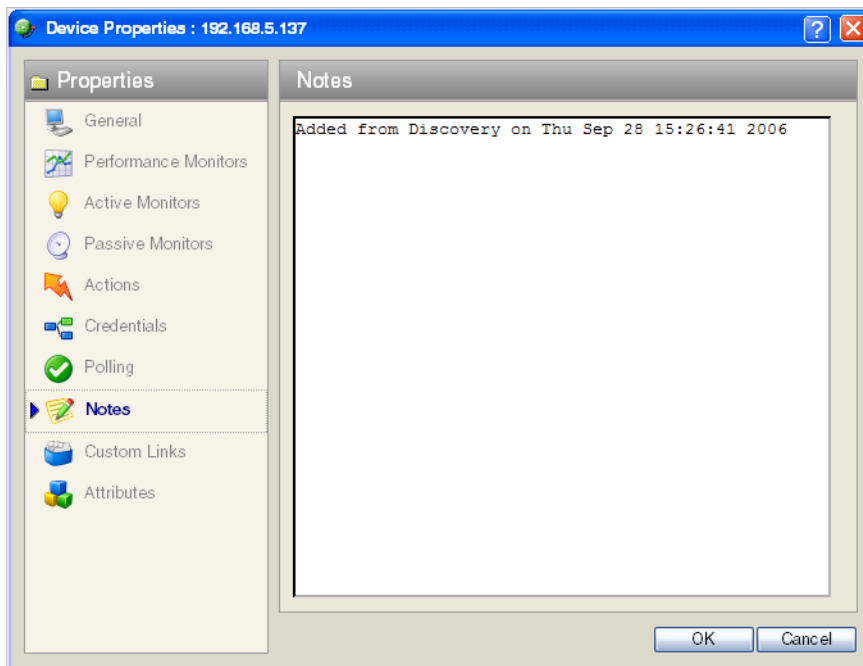 Device Properties : 192.168.5.137
Properties
General
Performance Monitors
Active Monitors
Passive Monitors
Actions
Credentials
Polling
Notes
Custom Links
Attributes
Notes
Added from Discovery on Thu Sep 28 15:26:41 2006
OK
Cancel